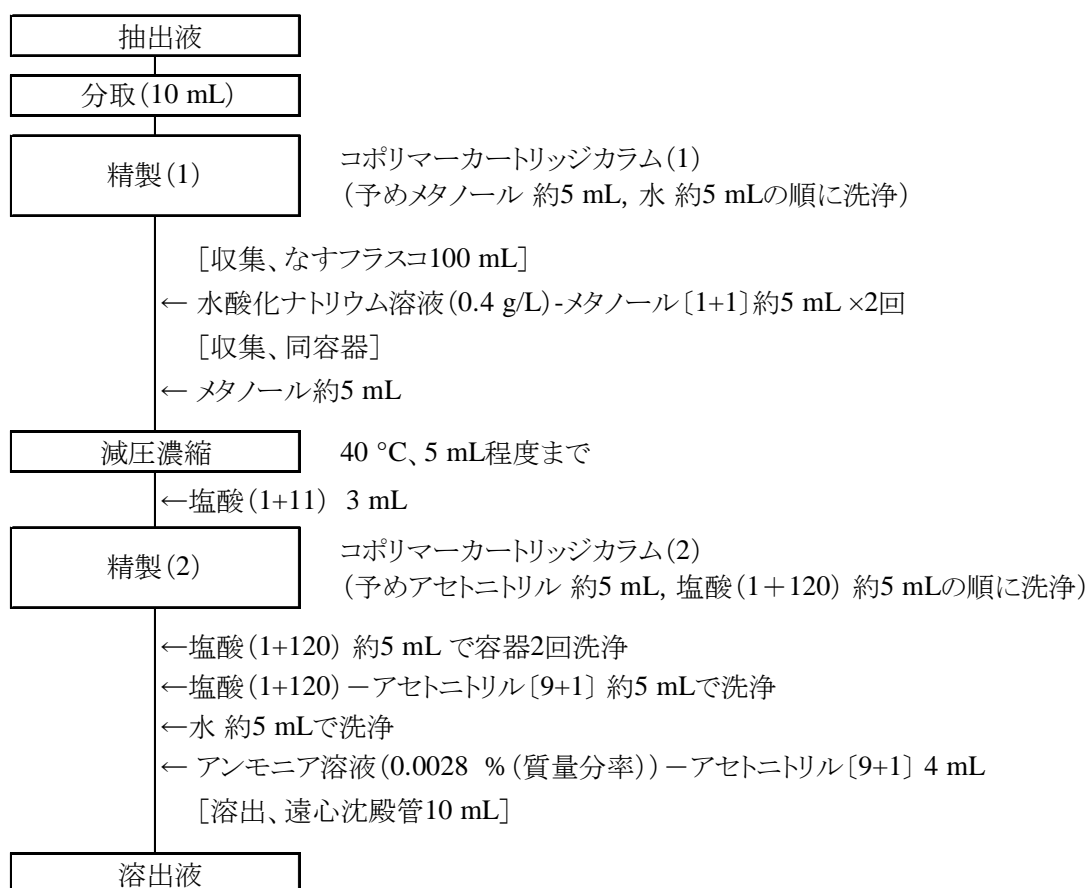 抽出液
分取(10 mL)
精製(1)
コポリマーカートリッジカラム(1)
(予めメタノール 約5 mL, 水 約5 mLの順に洗浄)
[収集、なすフラスコ100 mL]
← 水酸化ナトリウム溶液(0.4 g/L)-メタノール〔1+1〕約5 mL ×2回
[収集、同容器]
← メタノール約5 mL
減圧濃縮
40 °C、5 mL程度まで
←塩酸(1+11) 3 mL
精製(2)
コポリマーカートリッジカラム(2)
(予めアセトニトリル 約5 mL, 塩酸(1+120) 約5 mLの順に洗浄)
←塩酸(1+120) 約5 mL で容器2回洗浄
←塩酸(1+120)-アセトニトリル〔9+1〕 約5 mLで洗浄
←水 約5 mLで洗浄
← アンモニア溶液(0.0028 %(質量分率))-アセトニトリル〔9+1〕 4 mL
[溶出、遠心沈殿管10 mL]
溶出液